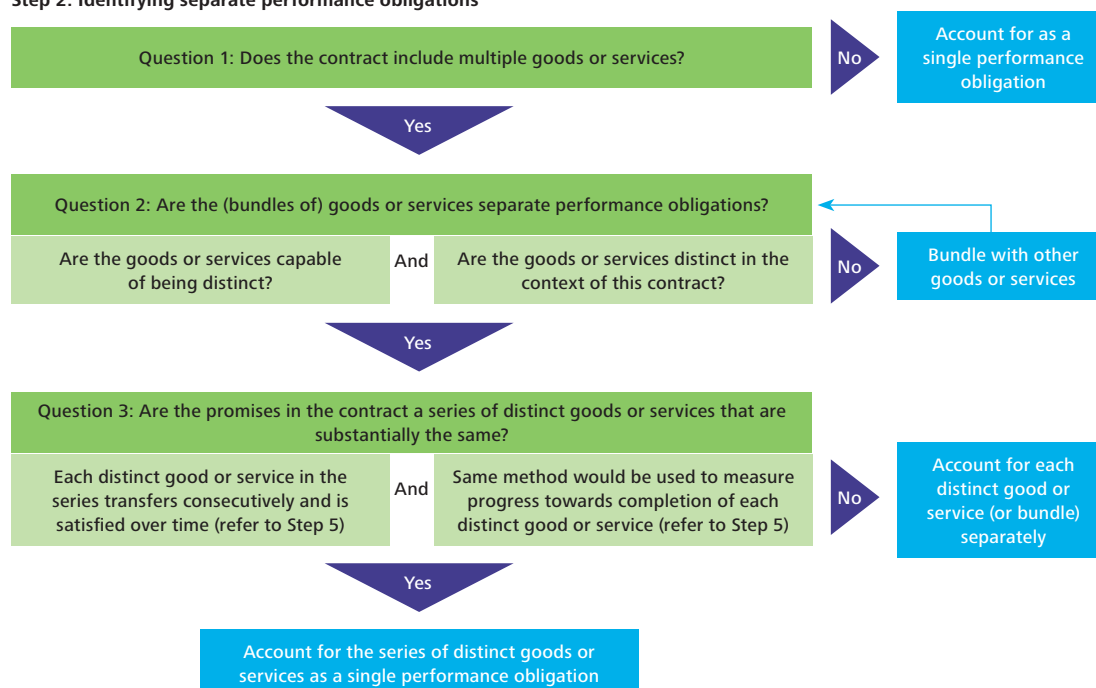 Step 2: Identifying separate performance obligations
Question 1: Does the contract include multiple goods or services?
No
Account for as a
single performance
obligation
Yes
Question 2: Are the (bundles of) goods or services separate performance obligations?
Are the goods or services capable
of being distinct?
And
Are the goods or services distinct in the
context of this contract?
No
Bundle with other
goods or services
Yes
Question 3: Are the promises in the contract a series of distinct goods or services that are
substantially the same?
Each distinct good or service in the
series transfers consecutively and is
satisfied over time (refer to Step 5)
And
Same method would be used to measure
progress towards completion of each
distinct good or service (refer to Step 5)
No
Account for each
distinct good or
service (or bundle)
separately
Yes
Account for the series of distinct goods or
services as a single performance obligation